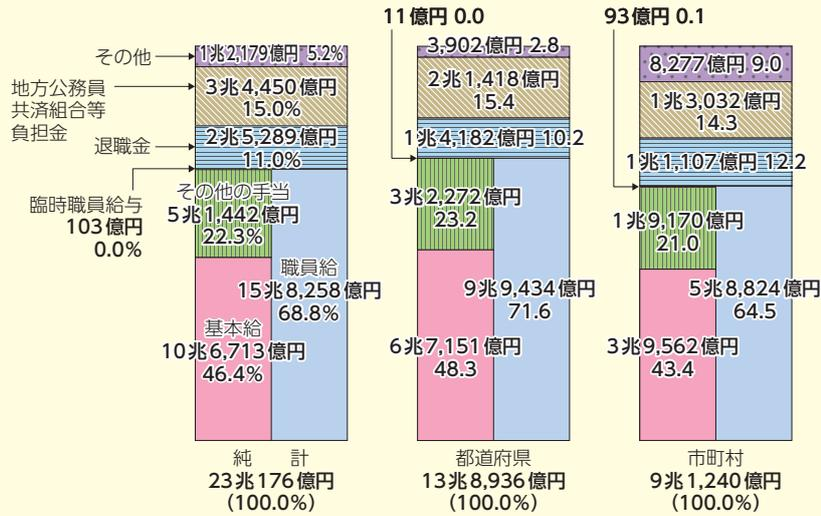 11億円 0.0
93億円 0.1
その他
1兆2,179億円 5.2%
3,902億円 2.8
8,277億円 9.0
地方公務員
共済組合等
負担金
3兆4,450億円
15.0%
2兆1,418億円
15.4
1兆3,032億円
14.3
退職金
2兆5,289億円
11.0%
1兆4,182億円 10.2
1兆1,107億円 12.2
臨時職員給与
103億円
0.0%
その他の手当
5兆1,442億円
22.3%
3兆2,272億円
23.2
1兆9,170億円
21.0
職員給
15兆8,258億円
68.8%
9兆9,434億円
71.6
5兆8,824億円
64.5
基本給
10兆6,713億円
46.4%
6兆7,151億円
48.3
3兆9,562億円
43.4
純 計
23兆176億円
(100.0%)
都道府県
13兆8,936億円
(100.0%)
市町村
9兆1,240億円
(100.0%)